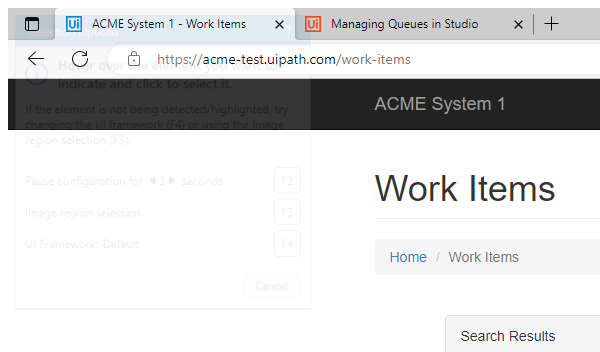 ACME System 1 - Work Items
Managing Queues in Studio
https://acme-test.uipath.com/work-items
Hover over the element you want to
indicate and click to select it.
If the element is not being detected/highlighted, try
changing the UI framework (F4) or using the Image
region selection (F3).
Pause configuration for 3 seconds F2
Image region selection F3
UI Framework: Default F4
Cancel
ACME System 1
Work Items
Home / Work Items
Search Results